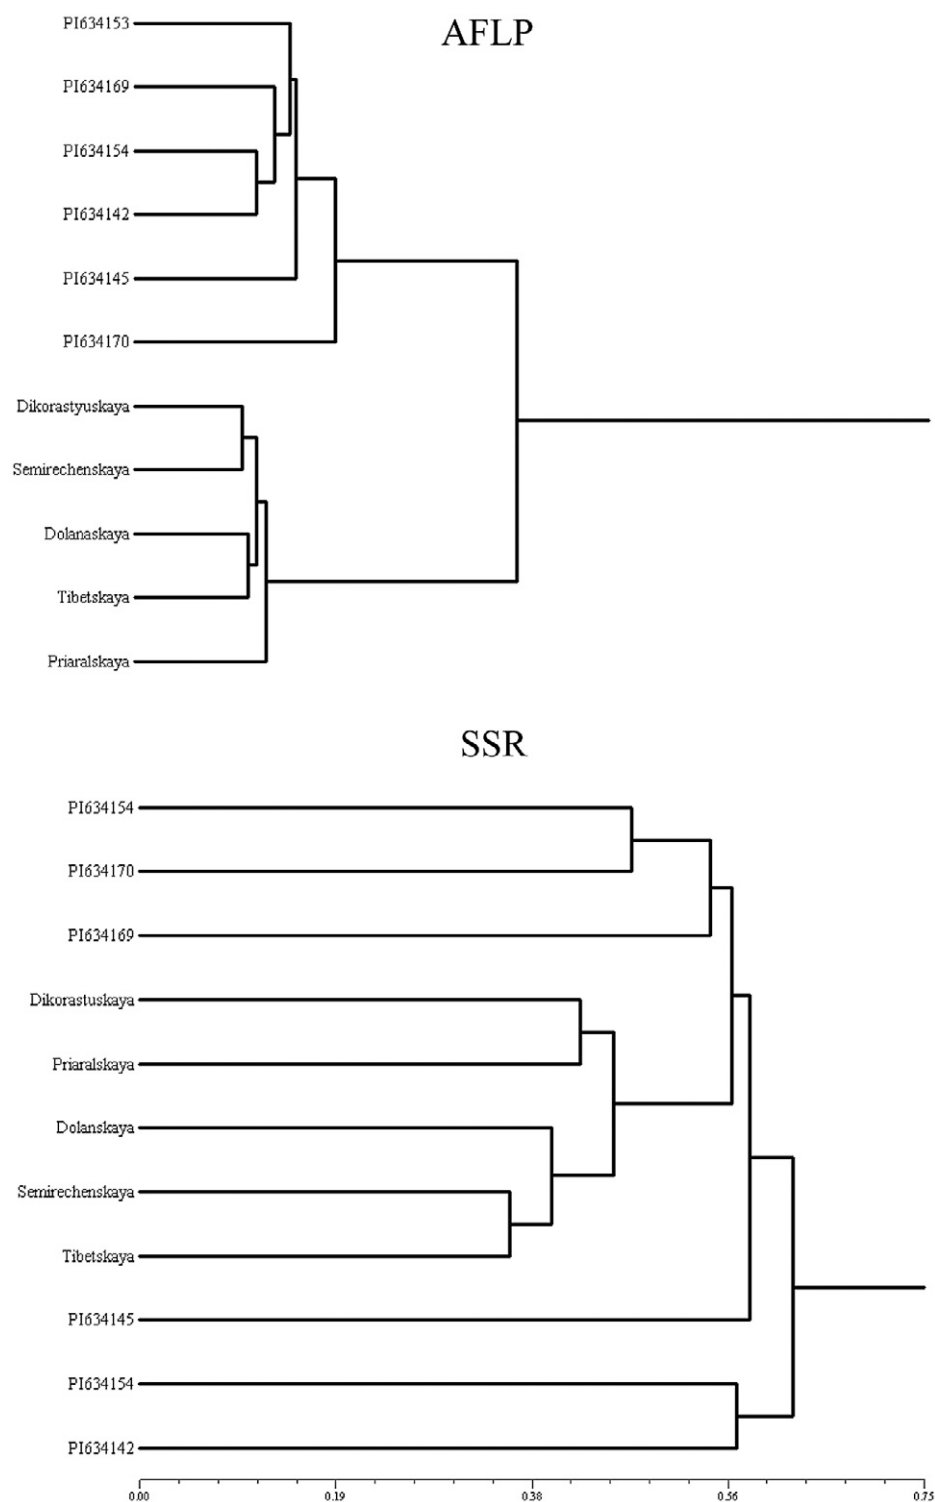 AFLP
PI634153
PI634169
PI634154
PI634142
PI634145
PI634170
Dikorastyuskaya
Semirechenskaya
Dolanaskaya
Tibetskaya
Priaralskaya
SSR
PI634154
PI634170
PI634169
Dikorastuskaya
Priaralskaya
Dolanskaya
Semirechenskaya
Tibetskaya
PI634145
PI634154
PI634142
0.00 0.19 0.38 0.56 0.75